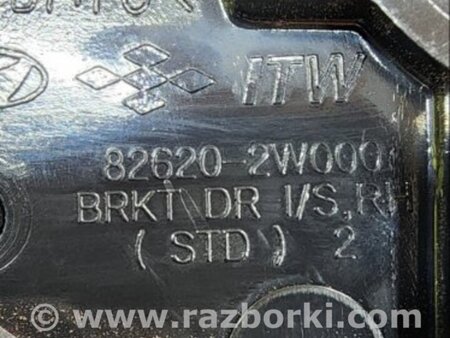 ITW
82620-2W000
BRKT DR I/S, RH
( STD ) 2
© www.razborki.com